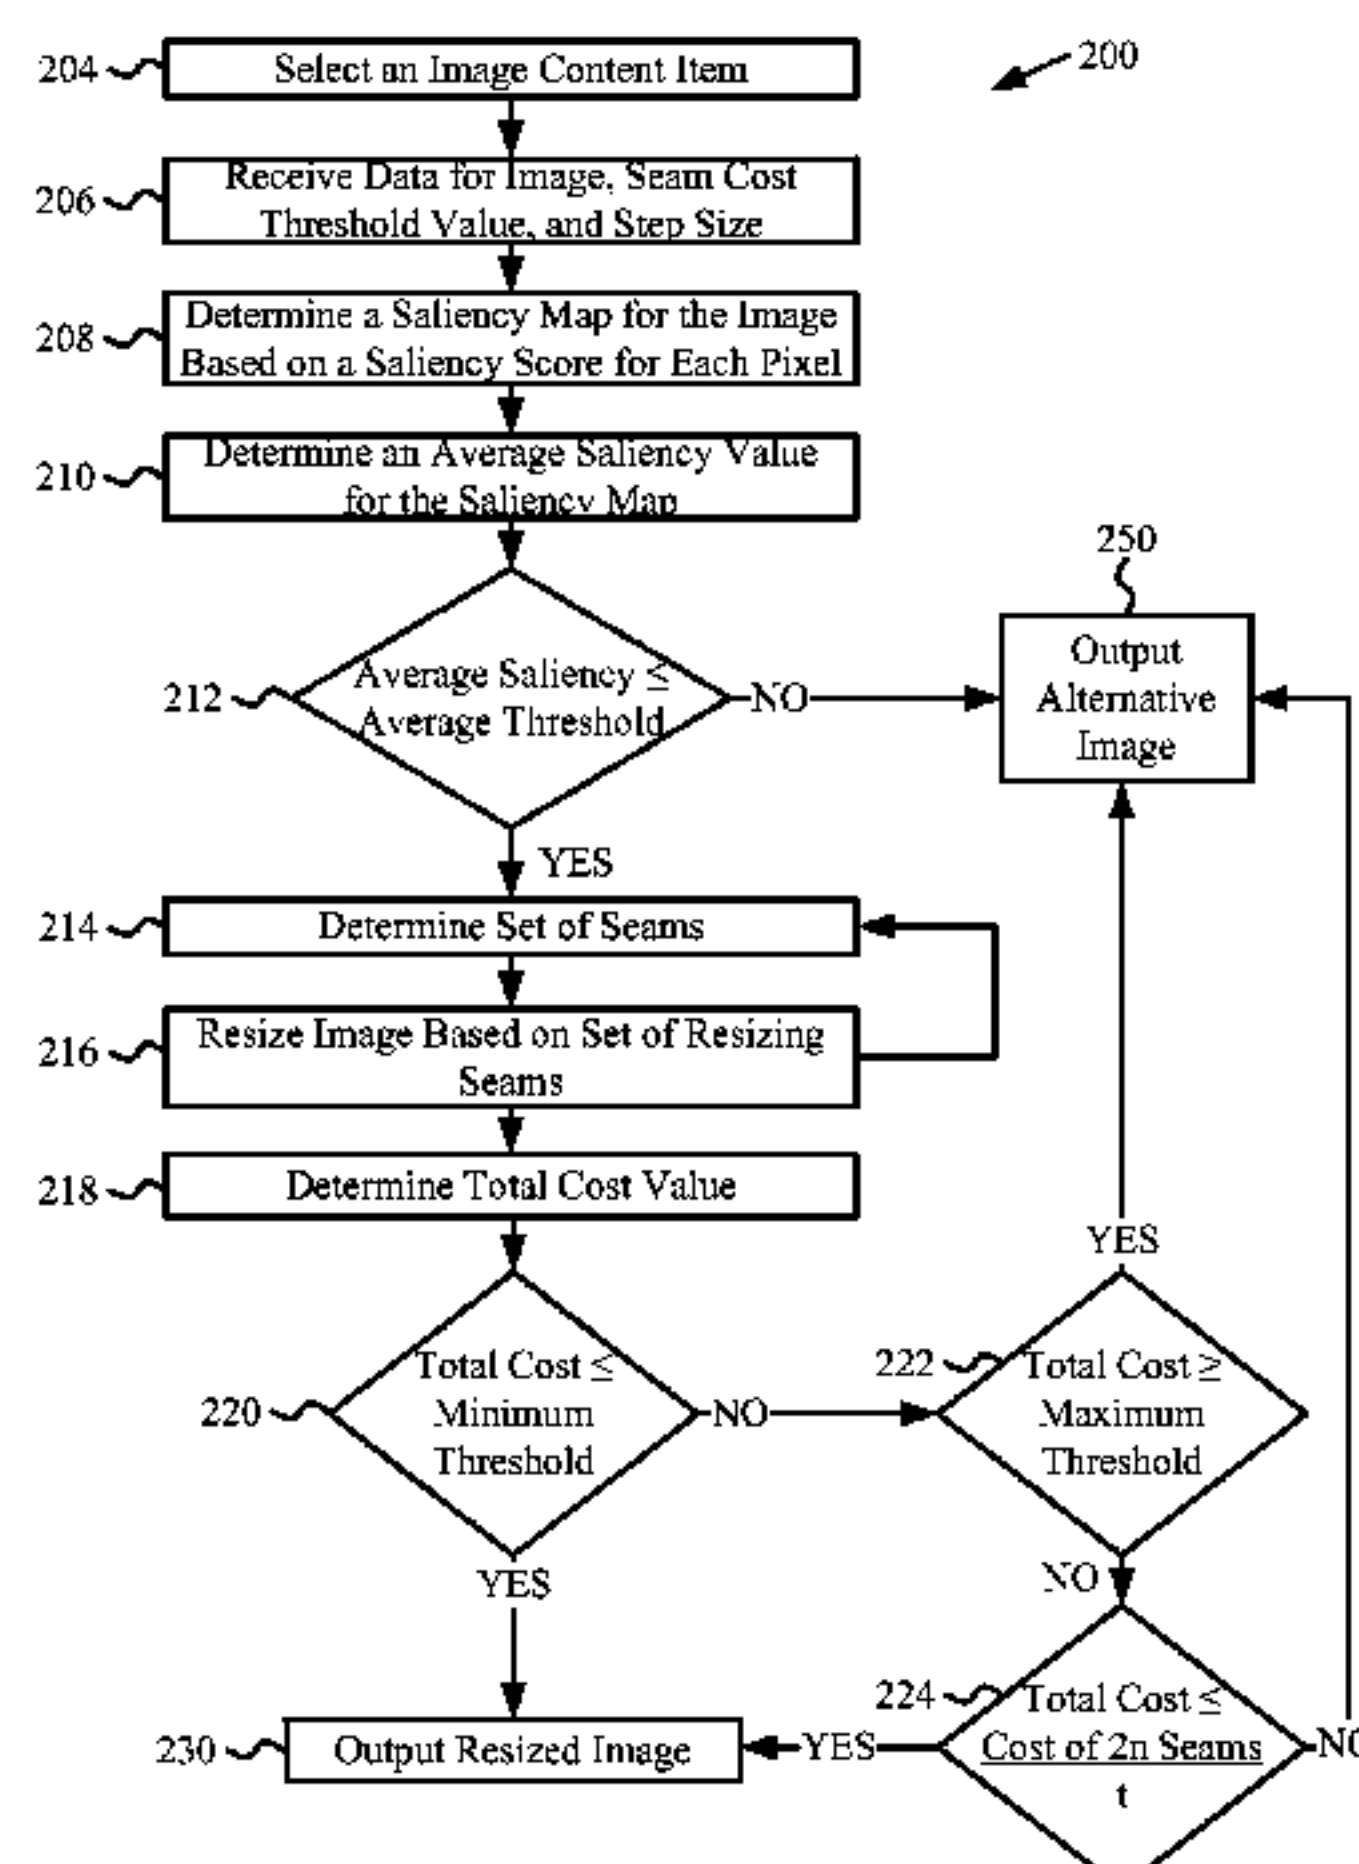 200
204
Select an Image Content Item
206
Receive Data for Image, Seam Cost
Threshold Value, and Step Size
208
Determine a Saliency Map for the Image
Based on a Saliency Score for Each Pixel
210
Determine an Average Saliency Value
for the Saliency Map
212
Average Saliency ≤
Average Threshold
NO
250
Output
Alternative
Image
YES
214
Determine Set of Seams
216
Resize Image Based on Set of Resizing
Seams
218
Determine Total Cost Value
220
Total Cost ≤
Minimum
Threshold
NO
YES
222
Total Cost ≥
Maximum
Threshold
YES
NO
224
Total Cost ≤
Cost of 2n Seams
t
YES
NO
230
Output Resized Image